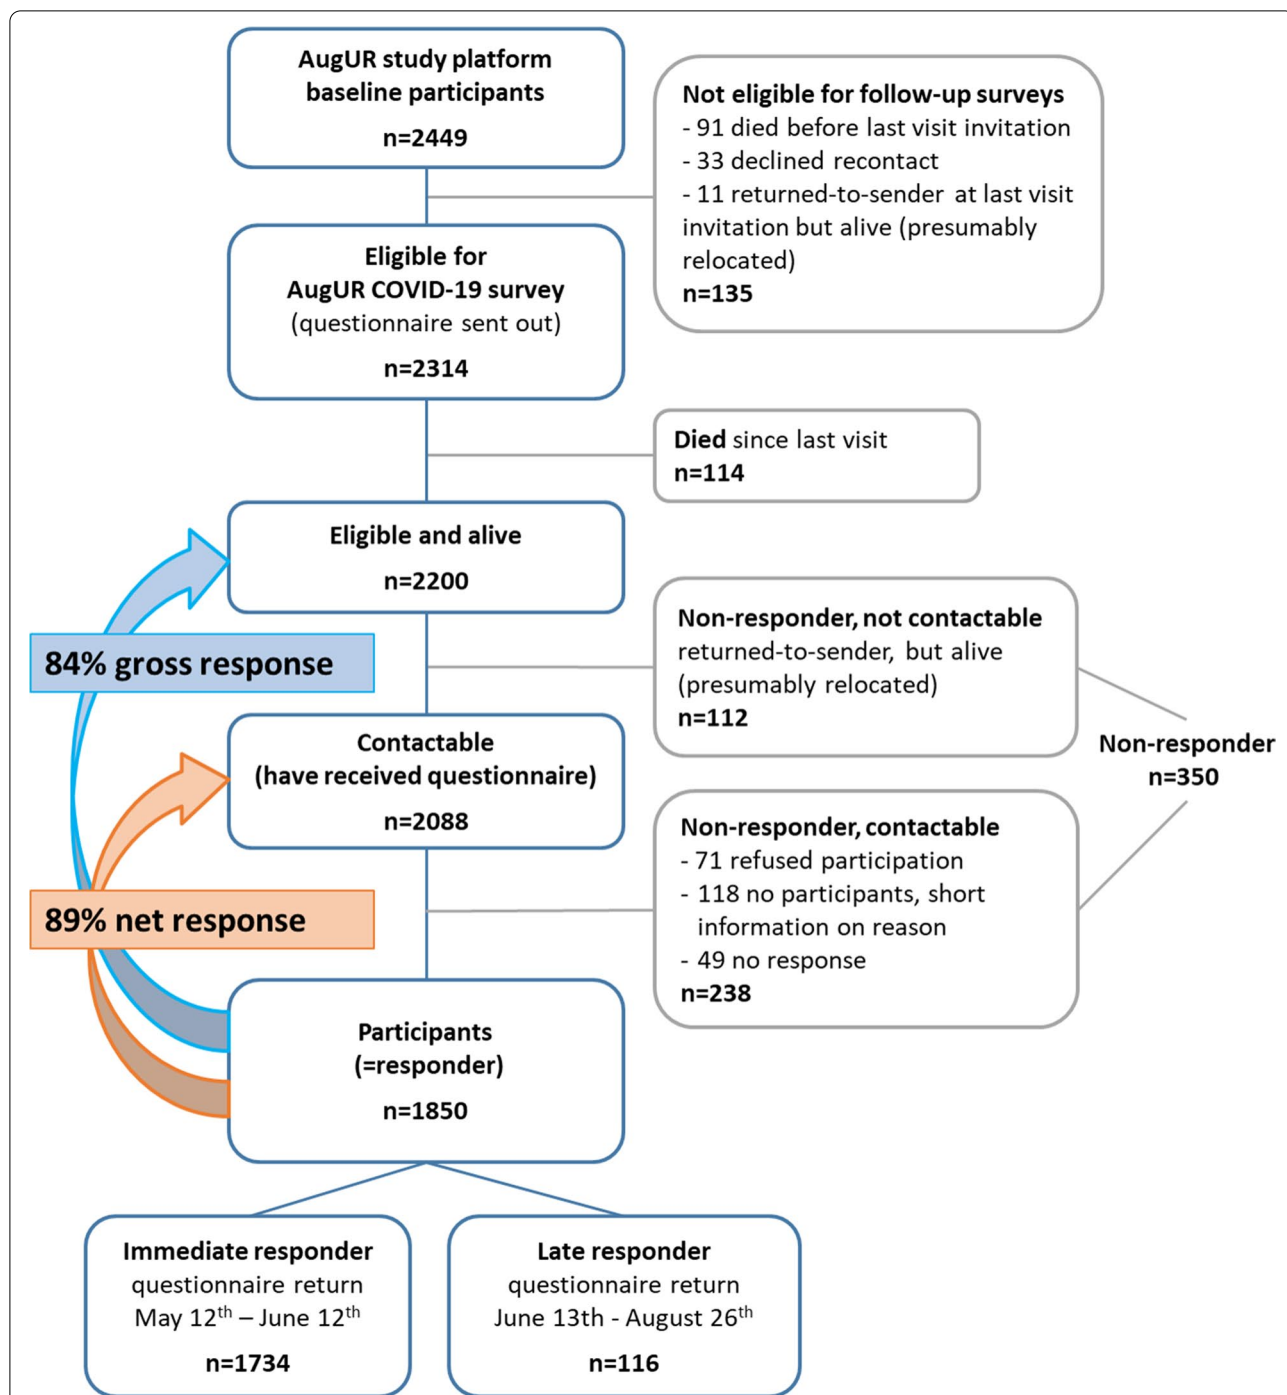 AugUR study platform
baseline participants
n=2449
Not eligible for follow-up surveys
- 91 died before last visit invitation
- 33 declined recontact
- 11 returned-to-sender at last visit
invitation but alive (presumably
relocated)
n=135
Eligible for
AugUR COVID-19 survey
(questionnaire sent out)
n=2314
Died since last visit
n=114
Eligible and alive
n=2200
Non-responder, not contactable
returned-to-sender, but alive
(presumably relocated)
n=112
84% gross response
Contactable
(have received questionnaire)
n=2088
Non-responder
n=350
Non-responder, contactable
- 71 refused participation
- 118 no participants, short
information on reason
- 49 no response
n=238
89% net response
Participants
(=responder)
n=1850
Immediate responder
questionnaire return
May 12th – June 12th
n=1734
Late responder
questionnaire return
June 13th - August 26th
n=116